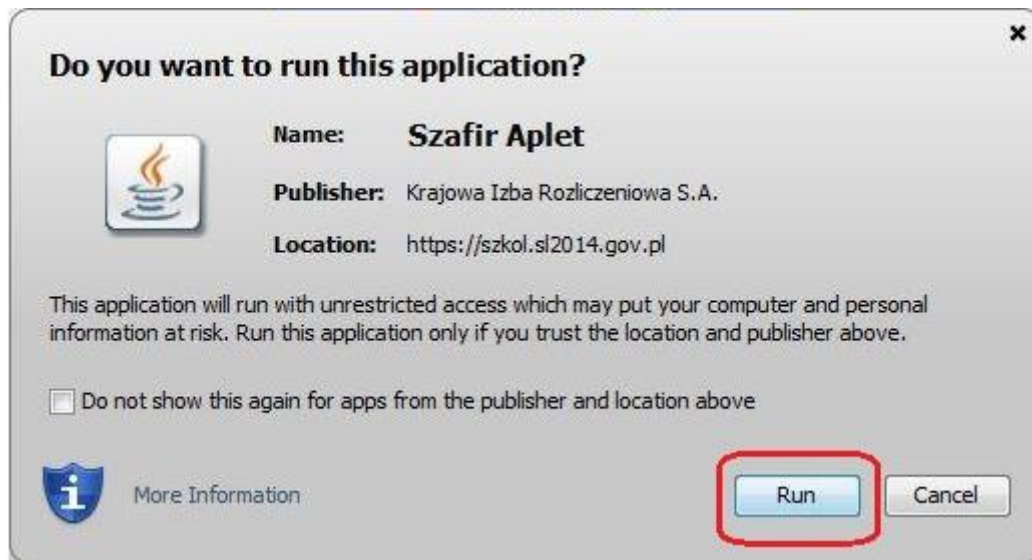 Do you want to run this application?
Name: Szafir Aplet
Publisher: Krajowa Izba Rozliczeniowa S.A.
Location: https://szkol.sl2014.gov.pl
This application will run with unrestricted access which may put your computer and personal
information at risk. Run this application only if you trust the location and publisher above.
Do not show this again for apps from the publisher and location above
More Information Run Cancel